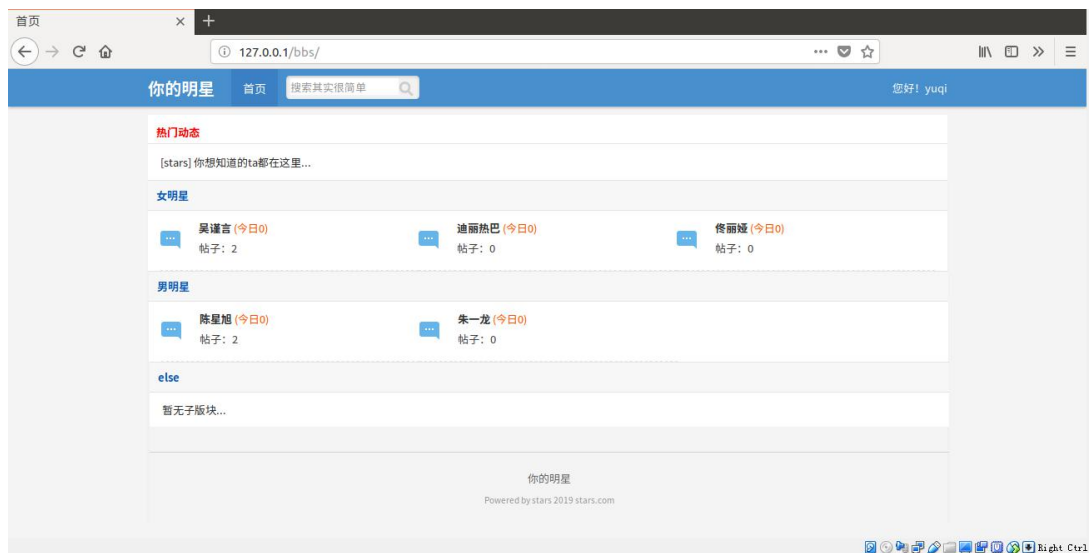 首页
127.0.0.1/bbs/
你的明星 首页 搜索其实很简单 您好！yuqi
热门动态
[stars] 你想知道的ta都在这里...
女明星
吴谨言 (今日0) 迪丽热巴 (今日0) 佟丽娅 (今日0)
帖子：2 帖子：0 帖子：0
男明星
陈星旭 (今日0) 朱一龙 (今日0)
帖子：2 帖子：0
else
暂无子版块...
你的明星
Powered by stars 2019 stars.com
Right Ctrl